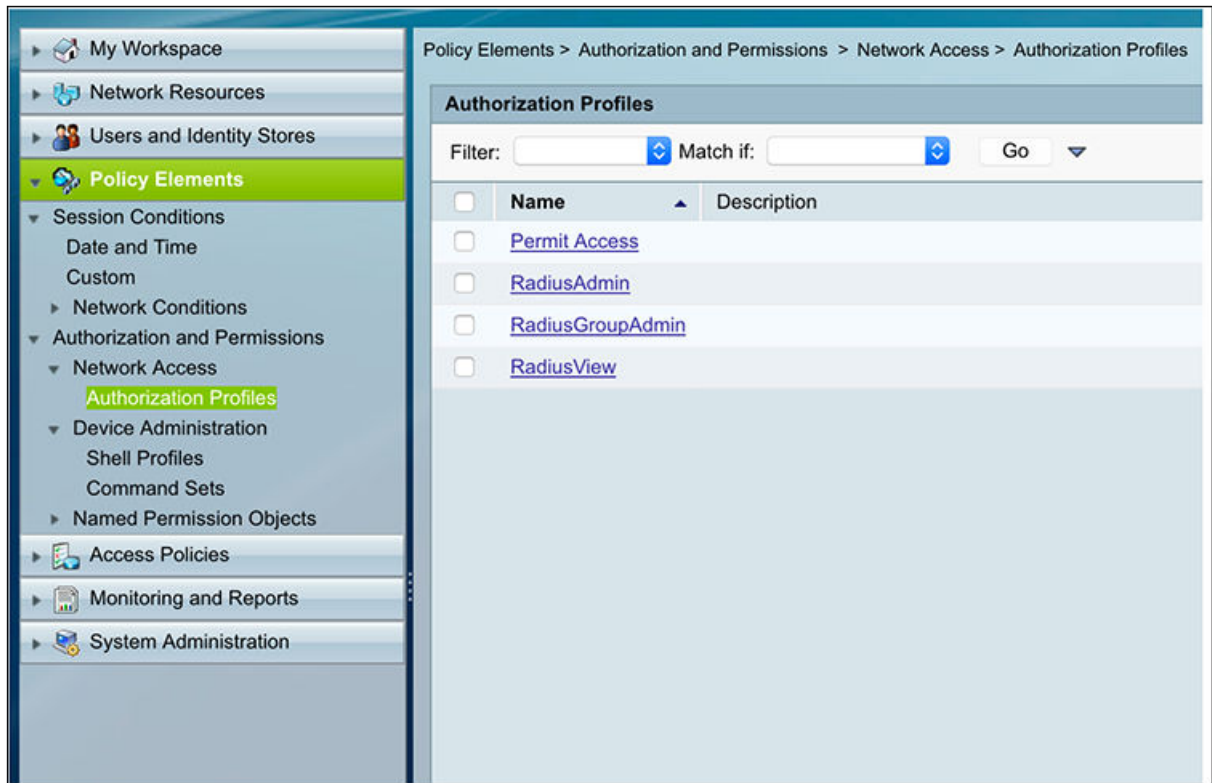 My Workspace
Network Resources
Users and Identity Stores
Policy Elements
Session Conditions
Date and Time
Custom
Network Conditions
Authorization and Permissions
Network Access
Authorization Profiles
Device Administration
Shell Profiles
Command Sets
Named Permission Objects
Access Policies
Monitoring and Reports
System Administration
Policy Elements > Authorization and Permissions > Network Access > Authorization Profiles
Authorization Profiles
Filter: Match if: Go
Name Description
Permit Access
RadiusAdmin
RadiusGroupAdmin
RadiusView